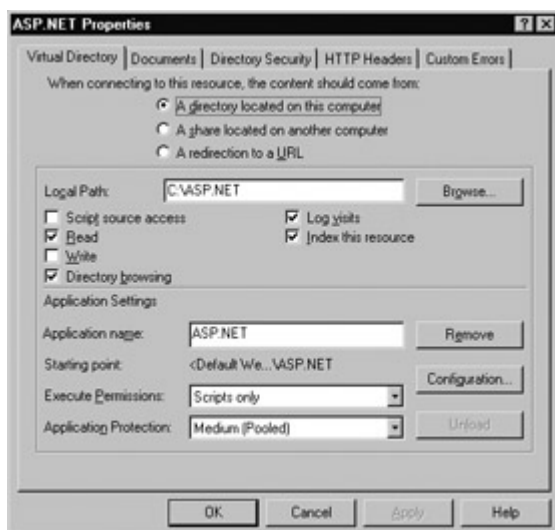 ASP.NET Properties
Virtual Directory Documents Directory Security HTTP Headers Custom Errors
When connecting to this resource, the content should come from:
A directory located on this computer
A share located on another computer
A redirection to a URL
Local Path: C:\ASP.NET Browse...
Script source access Log visits
Read Index this resource
Write
Directory browsing
Application Settings
Application name: ASP.NET Remove
Starting point: <Default We...\ASP.NET
Configuration...
Execute Permissions: Scripts only
Application Protection: Medium (Pooled) Unload
OK Cancel Apply Help